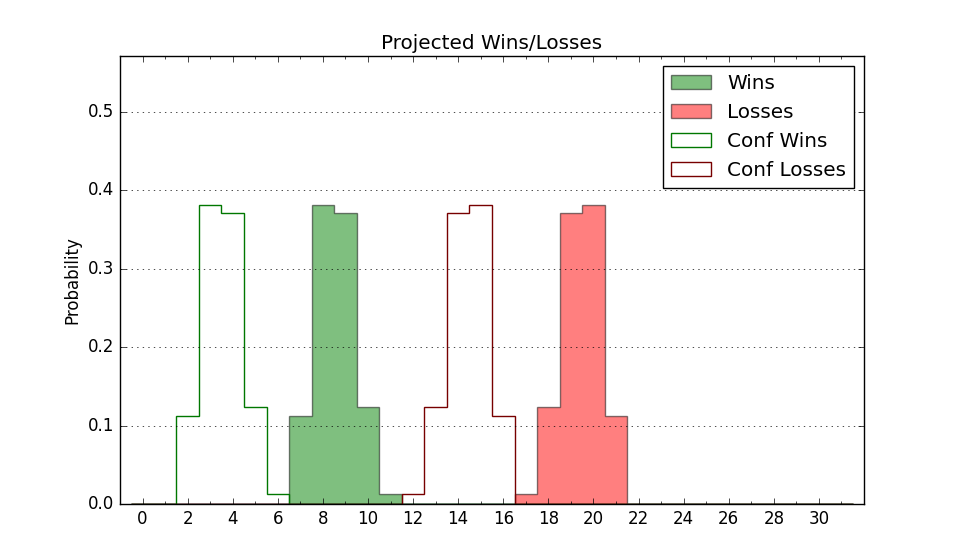 Projected Wins/Losses
Wins
Losses
Conf Wins
Conf Losses
Probability
0.5
0.4
0.3
0.2
0.1
0.0
0 2 4 6 8 10 12 14 16 18 20 22 24 26 28 30